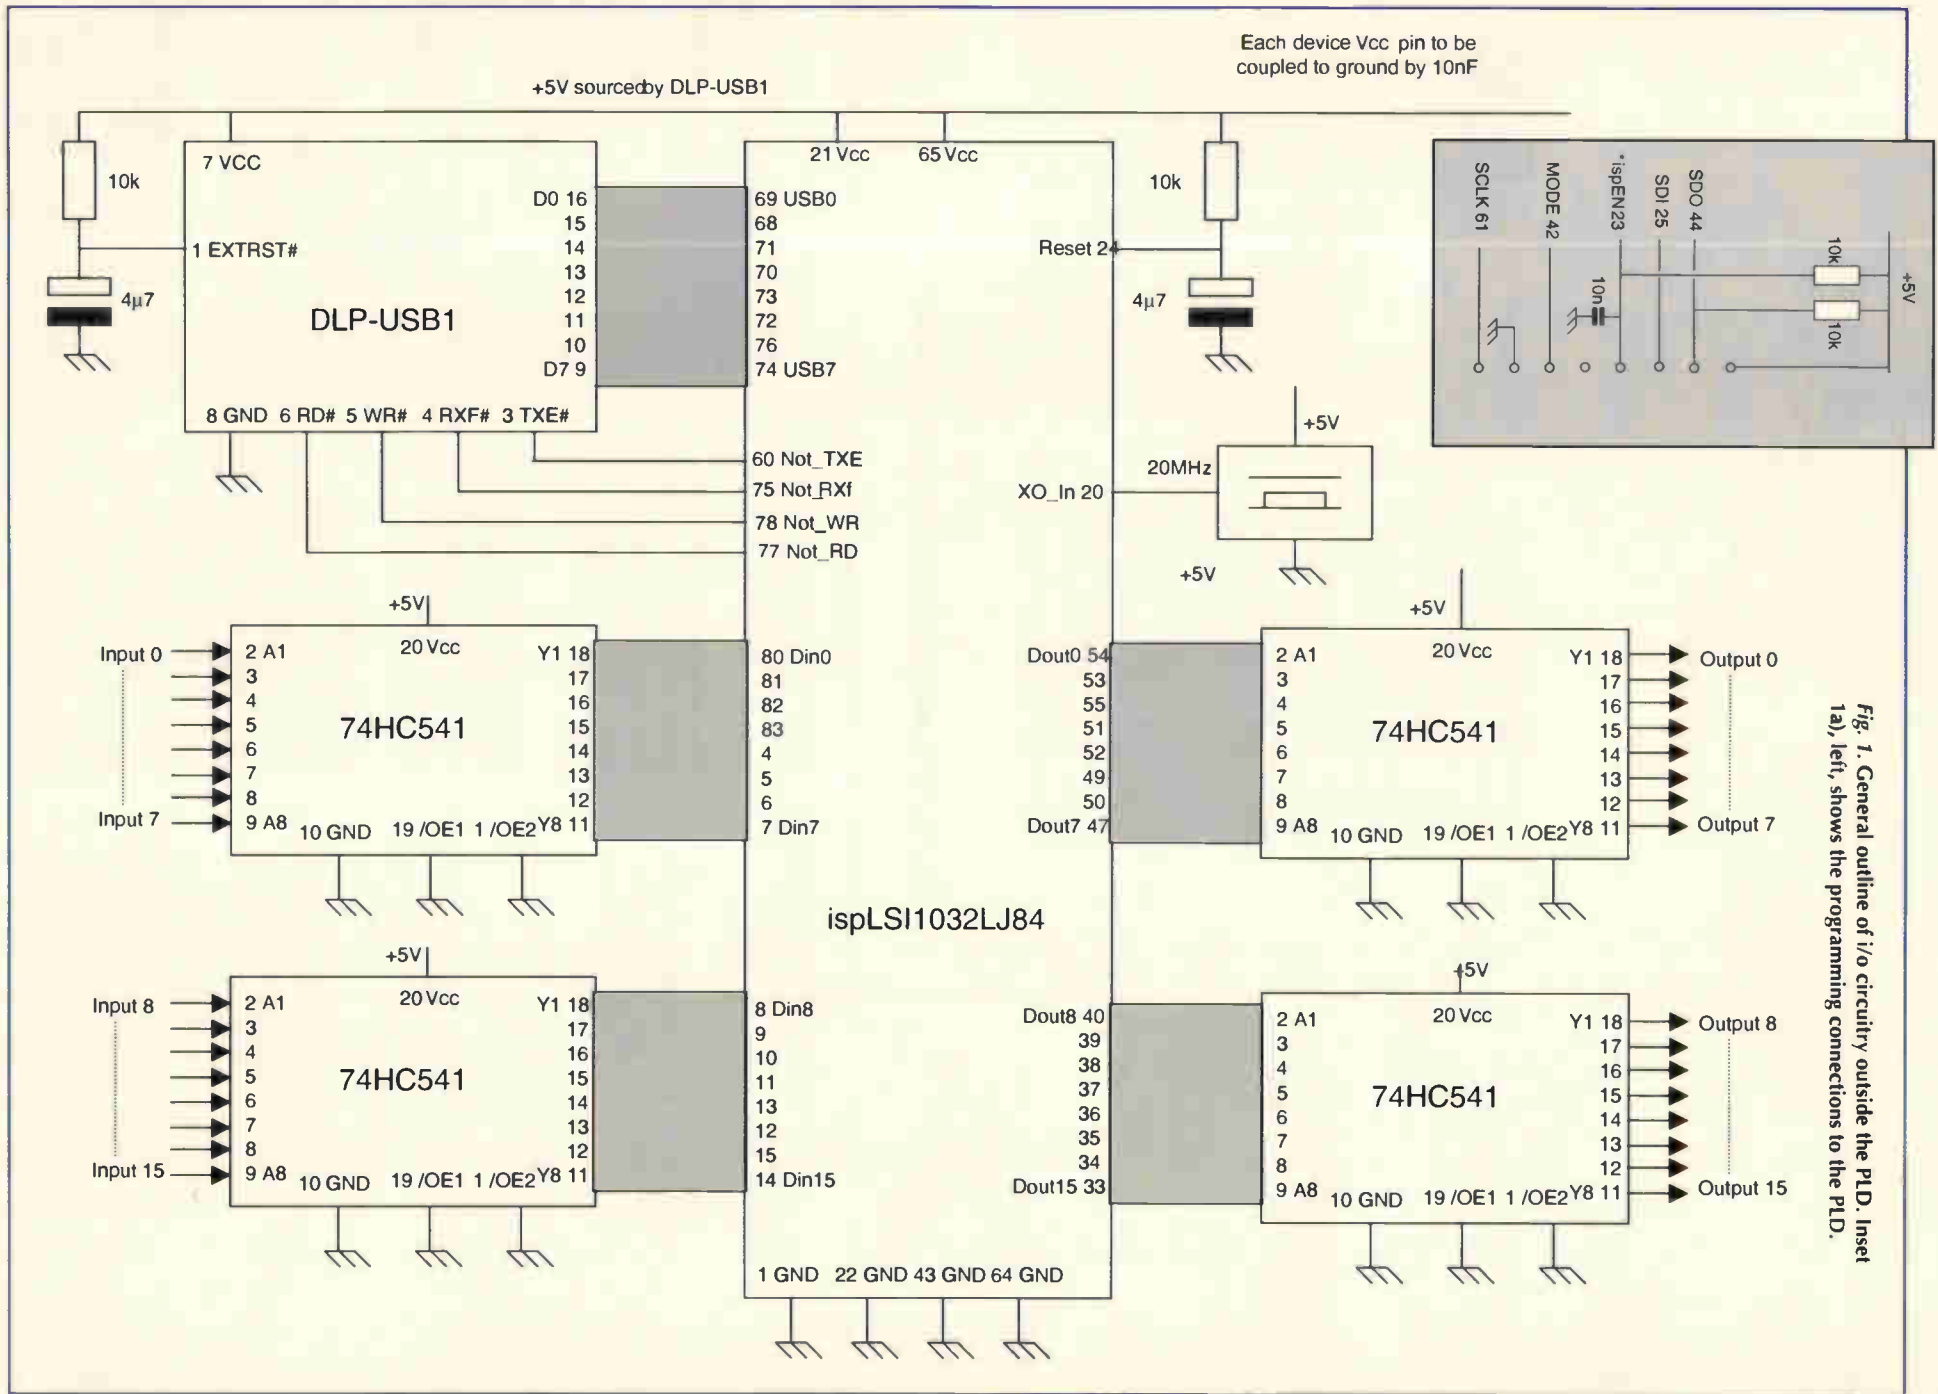 Each device Vcc pin to be
coupled to ground by 10nF
+5V sourcedby DLP-USB1
7 VCC
10k
1 EXTRST#
4µ7
DLP-USB1
D0 16
15
14
13
12
11
10
D7 9
8 GND 6 RD# 5 WR# 4 RXF# 3 TXE#
21 Vcc 65 Vcc
69 USB0
68
71
70
73
72
76
74 USB7
60 Not_TXE
75 Not_RXf
78 Not_WR
77 Not_RD
10k
Reset 24
4µ7
+5V
20MHz
XO_In 20
+5V
SCLK 61
MODE 42
*ispEN23
SDI 25
SDO 44
10n
10k
10k
+5V
+5V
Input 0
Input 7
2 A1
3
4
5
6
7
8
9 A8
20 Vcc
74HC541
10 GND 19 /OE1 1 /OE2
Y1 18
17
16
15
14
13
12
Y8 11
80 Din0
81
82
83
4
5
6
7 Din7
Dout0 54
53
55
51
52
49
50
Dout7 47
+5V
2 A1
3
4
5
6
7
8
9 A8
20 Vcc
74HC541
10 GND 19 /OE1 1 /OE2
Y1 18
17
16
15
14
13
12
Y8 11
Output 0
Output 7
ispLSI1032LJ84
+5V
Input 8
Input 15
2 A1
3
4
5
6
7
8
9 A8
20 Vcc
74HC541
10 GND 19 /OE1 1 /OE2
Y1 18
17
16
15
14
13
12
Y8 11
8 Din8
9
10
11
13
12
15
14 Din15
Dout8 40
39
38
37
36
35
34
Dout15 33
+5V
2 A1
3
4
5
6
7
8
9 A8
20 Vcc
74HC541
10 GND 19 /OE1 1 /OE2
Y1 18
17
16
15
14
13
12
Y8 11
Output 8
Output 15
1 GND 22 GND 43 GND 64 GND
Fig. 1. General outline of i/o circuitry outside the PLD. Inset
1a), left, shows the programming connections to the PLD.